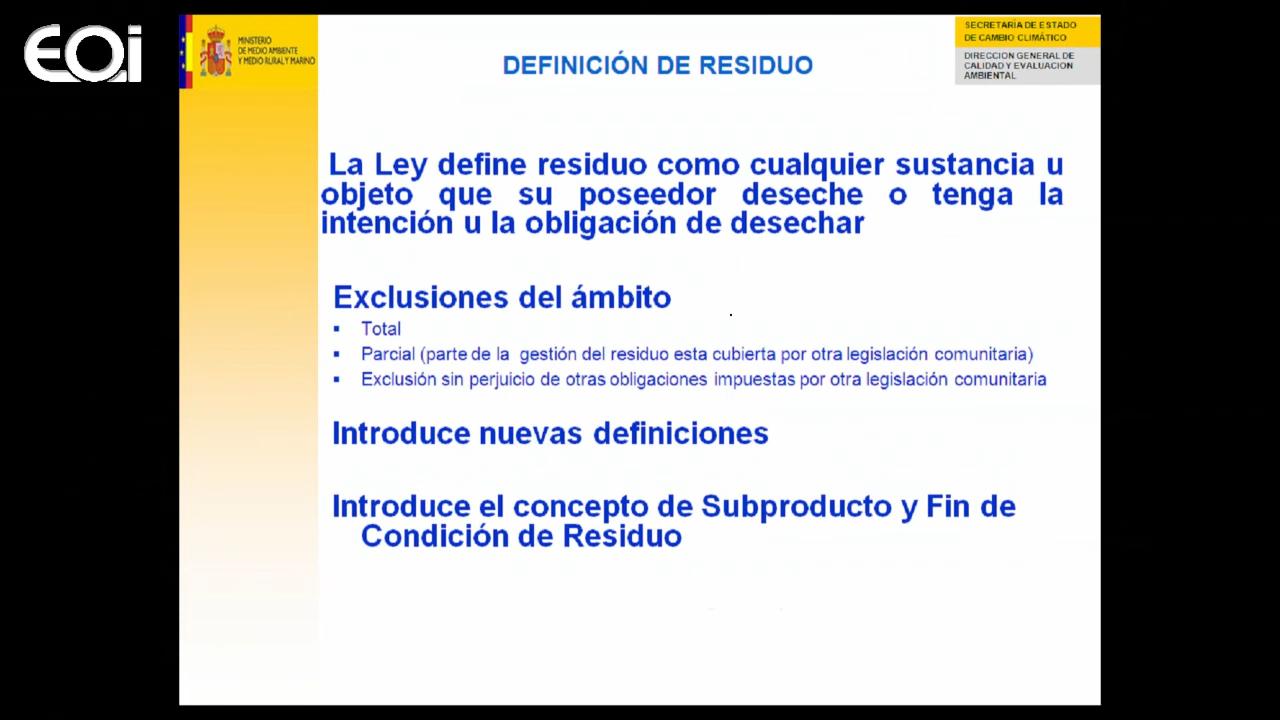 EOi
MINISTERIO
DE MEDIO AMBIENTE
Y MEDIO RURAL Y MARINO
SECRETARÍA DE ESTADO
DE CAMBIO CLIMÁTICO
DIRECCION GENERAL DE
CALIDAD Y EVALUACION
AMBIENTAL
DEFINICIÓN DE RESIDUO
La Ley define residuo como cualquier sustancia u
objeto que su poseedor deseche o tenga la
intención u la obligación de desechar
Exclusiones del ámbito
▪ Total
▪ Parcial (parte de la gestión del residuo esta cubierta por otra legislación comunitaria)
▪ Exclusión sin perjuicio de otras obligaciones impuestas por otra legislación comunitaria
Introduce nuevas definiciones
Introduce el concepto de Subproducto y Fin de
Condición de Residuo